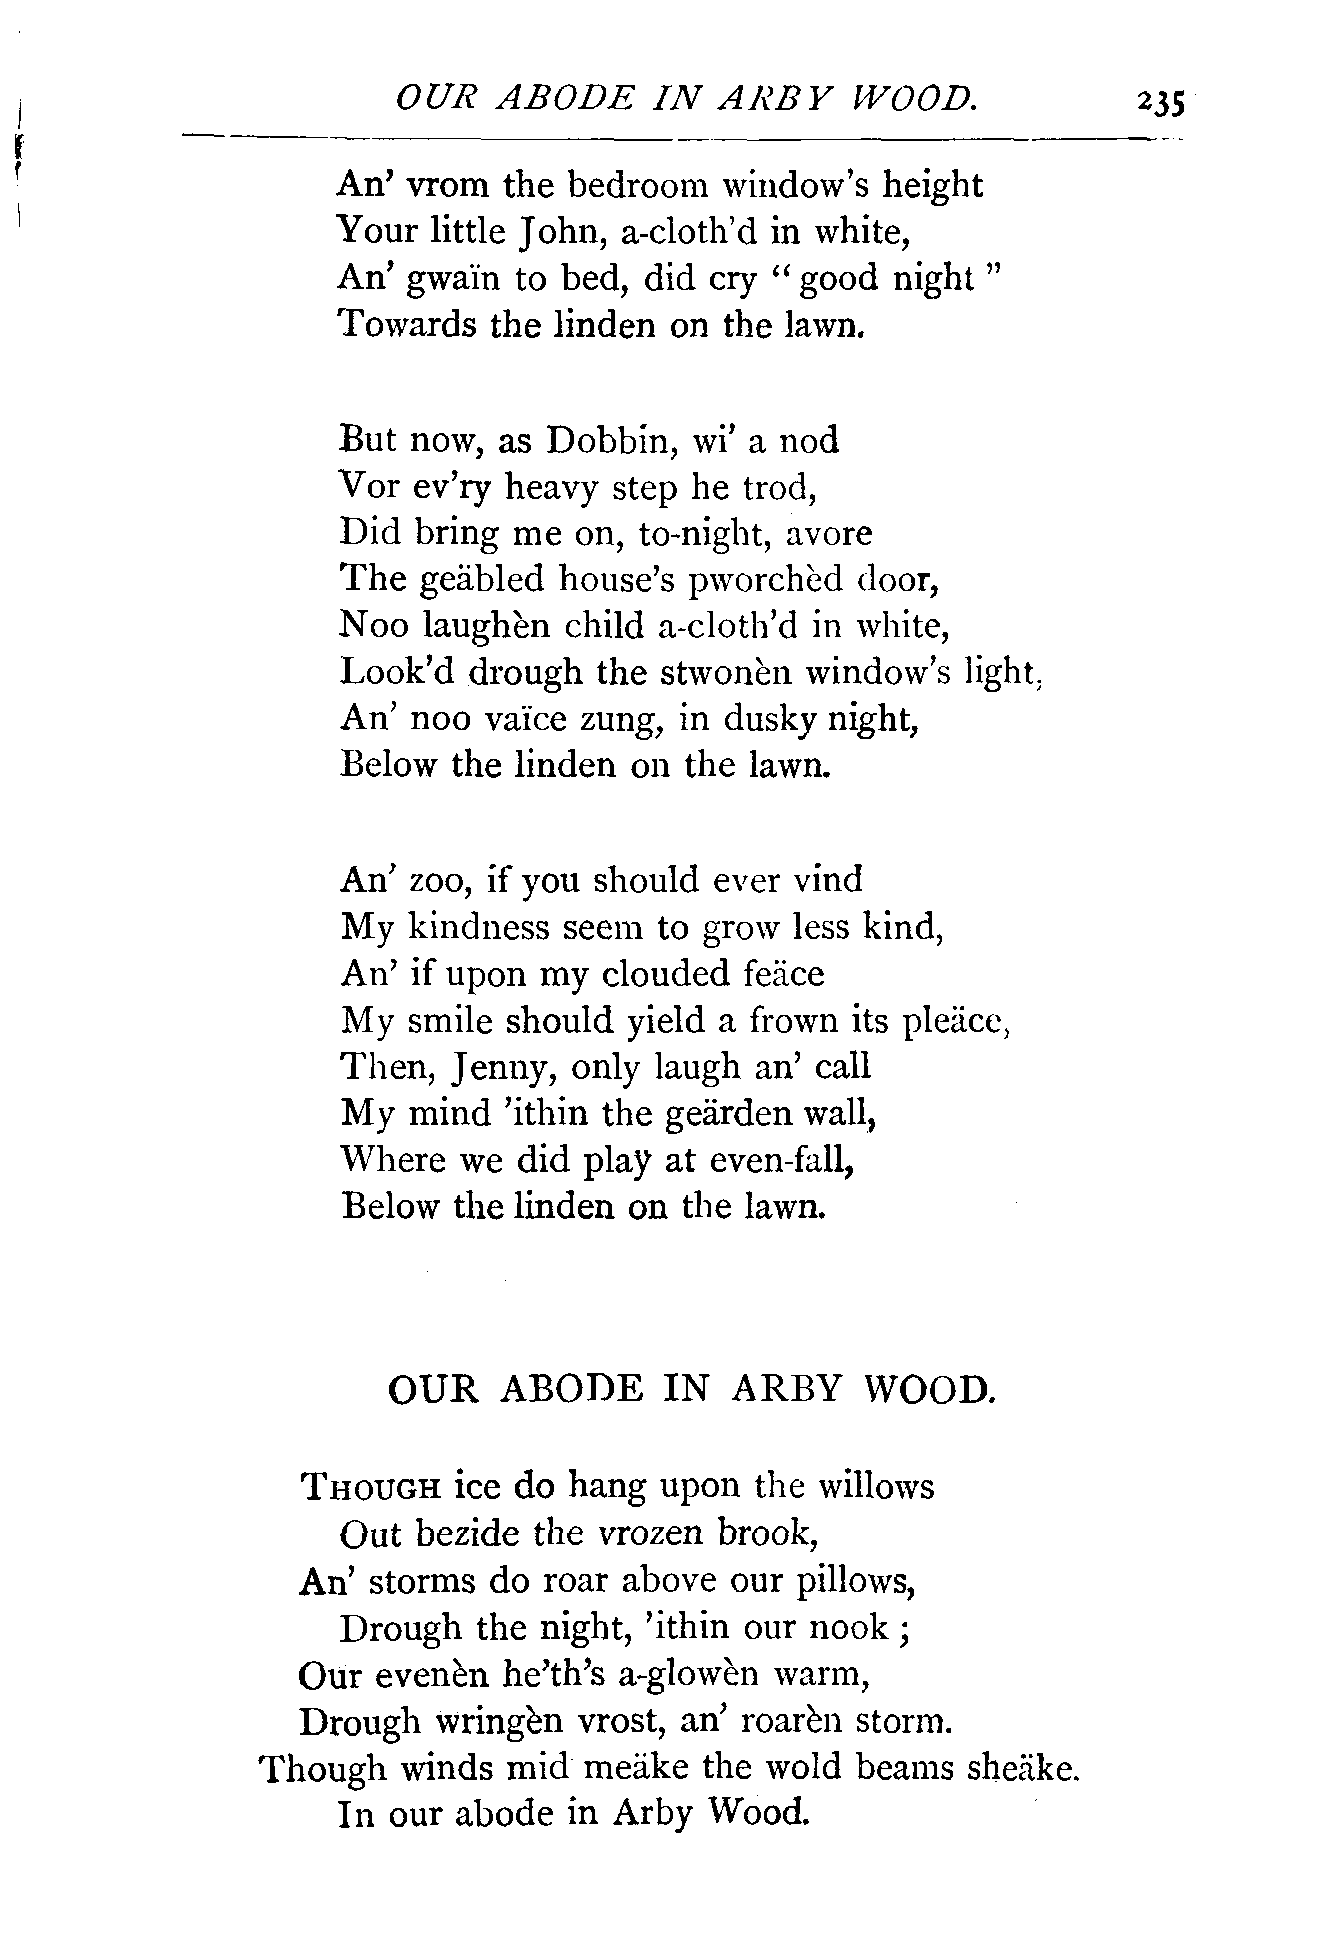 OUR ABODE IN ARBY WOOD. 235
An' vrom the bedroom window's height
Your little John, a-cloth'd in white,
An' gwaïn to bed, did cry “ good night ”
Towards the linden on the lawn.
But now, as Dobbin, wi' a nod
Vor ev'ry heavy step he trod,
Did bring me on, to-night, avore
The geäbled house's pworchèd door,
Noo laughèn child a-cloth'd in white,
Look'd drough the stwonèn window's light,
An' noo vaïce zung, in dusky night,
Below the linden on the lawn.
An' zoo, if you should ever vind
My kindness seem to grow less kind,
An' if upon my clouded feäce
My smile should yield a frown its pleäce,
Then, Jenny, only laugh an' call
My mind 'ithin the geärden wall,
Where we did play at even-fall,
Below the linden on the lawn.
OUR ABODE IN ARBY WOOD.
THOUGH ice do hang upon the willows
Out bezide the vrozen brook,
An' storms do roar above our pillows,
Drough the night, 'ithin our nook ;
Our evenèn he'th's a-glowèn warm,
Drough wringèn vrost, an' roarèn storm.
Though winds mid meäke the wold beams sheäke.
In our abode in Arby Wood.